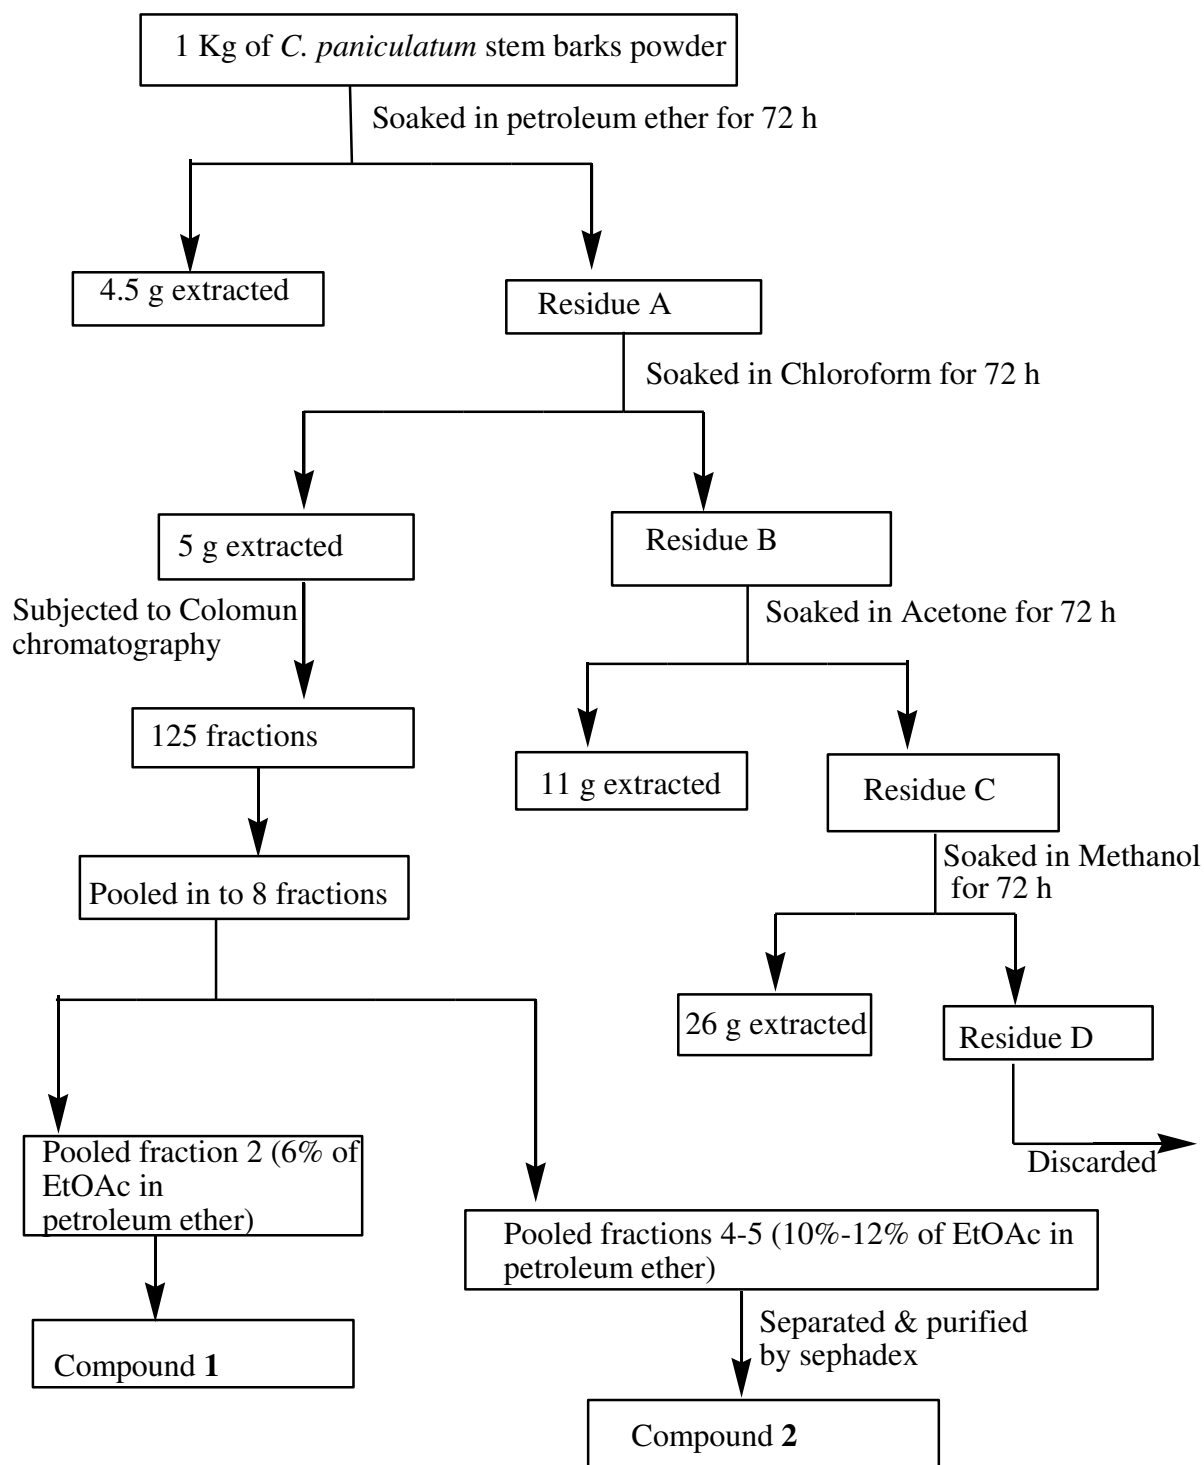 1 Kg of C. paniculatum stem barks powder
Soaked in petroleum ether for 72 h
4.5 g extracted
Residue A
Soaked in Chloroform for 72 h
5 g extracted
Residue B
Subjected to Colomun
chromatography
Soaked in Acetone for 72 h
125 fractions
11 g extracted
Residue C
Soaked in Methanol
for 72 h
Pooled in to 8 fractions
26 g extracted
Residue D
Discarded
Pooled fraction 2 (6% of
EtOAc in
petroleum ether)
Pooled fractions 4-5 (10%-12% of EtOAc in
petroleum ether)
Separated & purified
by sephadex
Compound 1
Compound 2